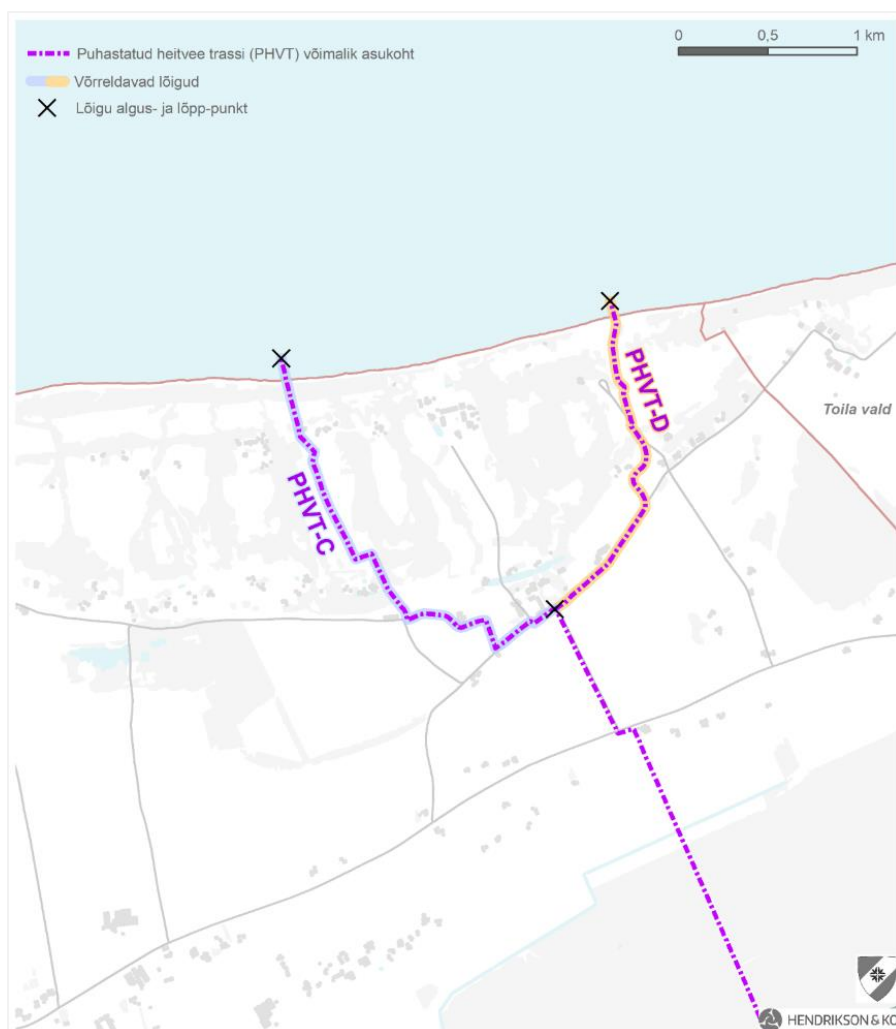 Puhastatud heitvee trassi (PHVT) võimalik asukoht
Võrreldavad lõigud
Lõigu algus- ja lõpp-punkt
0 0,5 1 km
PHVT-D
Toila vald
PHVT-C
HENDRIKSON & KO